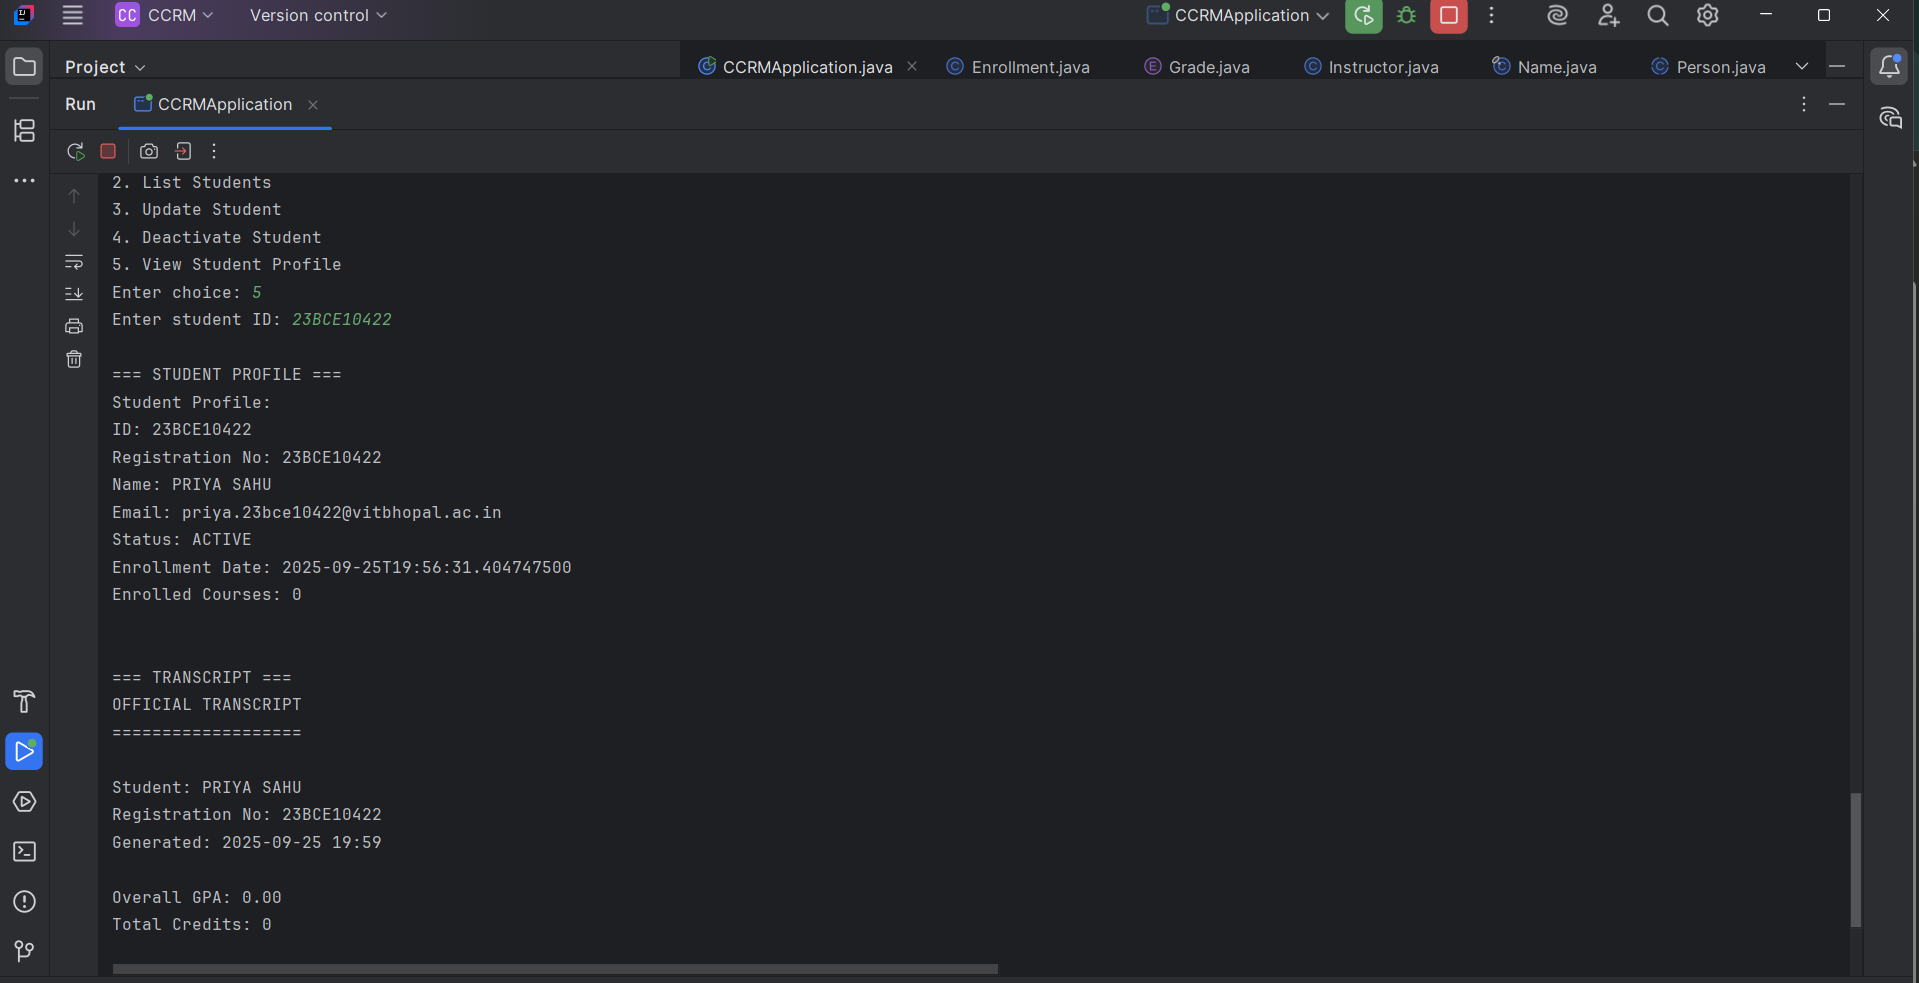 CC CCRM Version control CCRMApplication
Project CCRMApplication.java Enrollment.java Grade.java Instructor.java Name.java Person.java
Run CCRMApplication
2. List Students
3. Update Student
4. Deactivate Student
5. View Student Profile
Enter choice: 5
Enter student ID: 23BCE10422
=== STUDENT PROFILE ===
Student Profile:
ID: 23BCE10422
Registration No: 23BCE10422
Name: PRIYA SAHU
Email: priya.23bce10422@vitbhopal.ac.in
Status: ACTIVE
Enrollment Date: 2025-09-25T19:56:31.404747500
Enrolled Courses: 0
=== TRANSCRIPT ===
OFFICIAL TRANSCRIPT
===================
Student: PRIYA SAHU
Registration No: 23BCE10422
Generated: 2025-09-25 19:59
Overall GPA: 0.00
Total Credits: 0